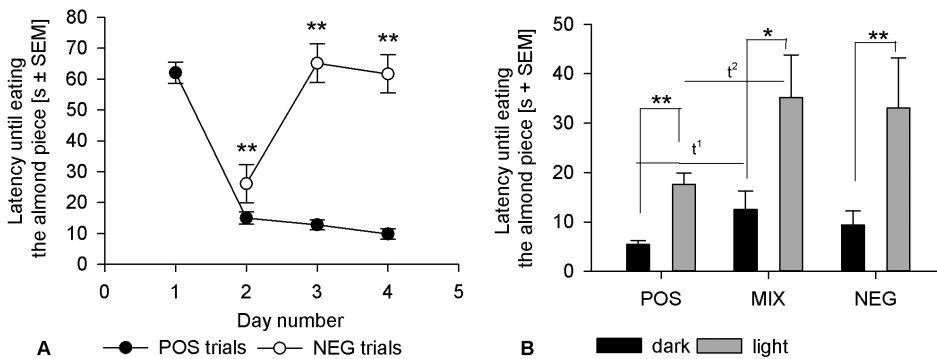 Latency until eating
the almond piece [s ± SEM]
80
70
60
50
40
30
20
10
0
**
**
**
0 1 2 3 4 5
Day number
A
POS trials NEG trials
Latency until eating
the almond piece [s + SEM]
50
40
30
20
10
0
**
*
**
t²
t¹
POS MIX NEG
B
dark light